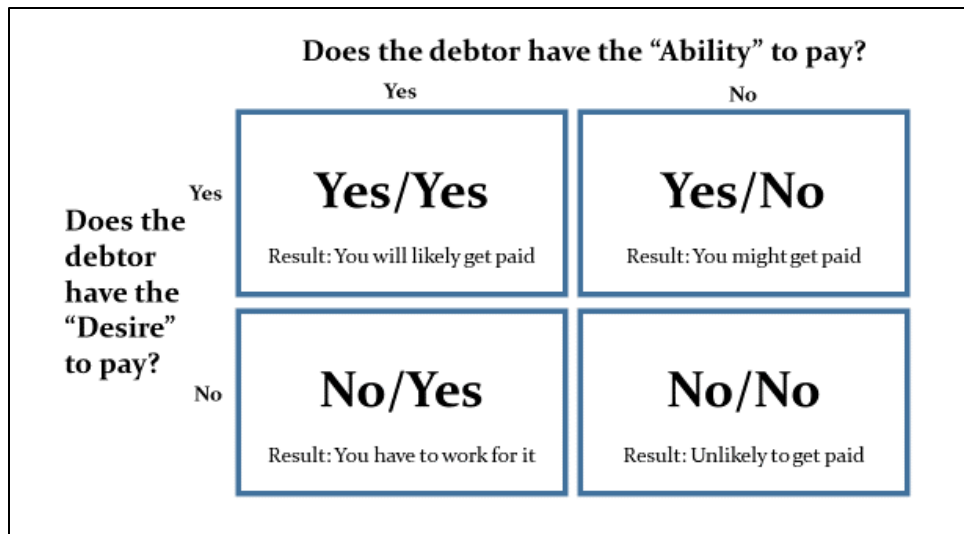 Does the debtor have the “Ability” to pay?
Yes
No
Does the
debtor
have the
“Desire”
to pay?
Yes
Yes/Yes
Result: You will likely get paid
Yes/No
Result: You might get paid
No
No/Yes
Result: You have to work for it
No/No
Result: Unlikely to get paid